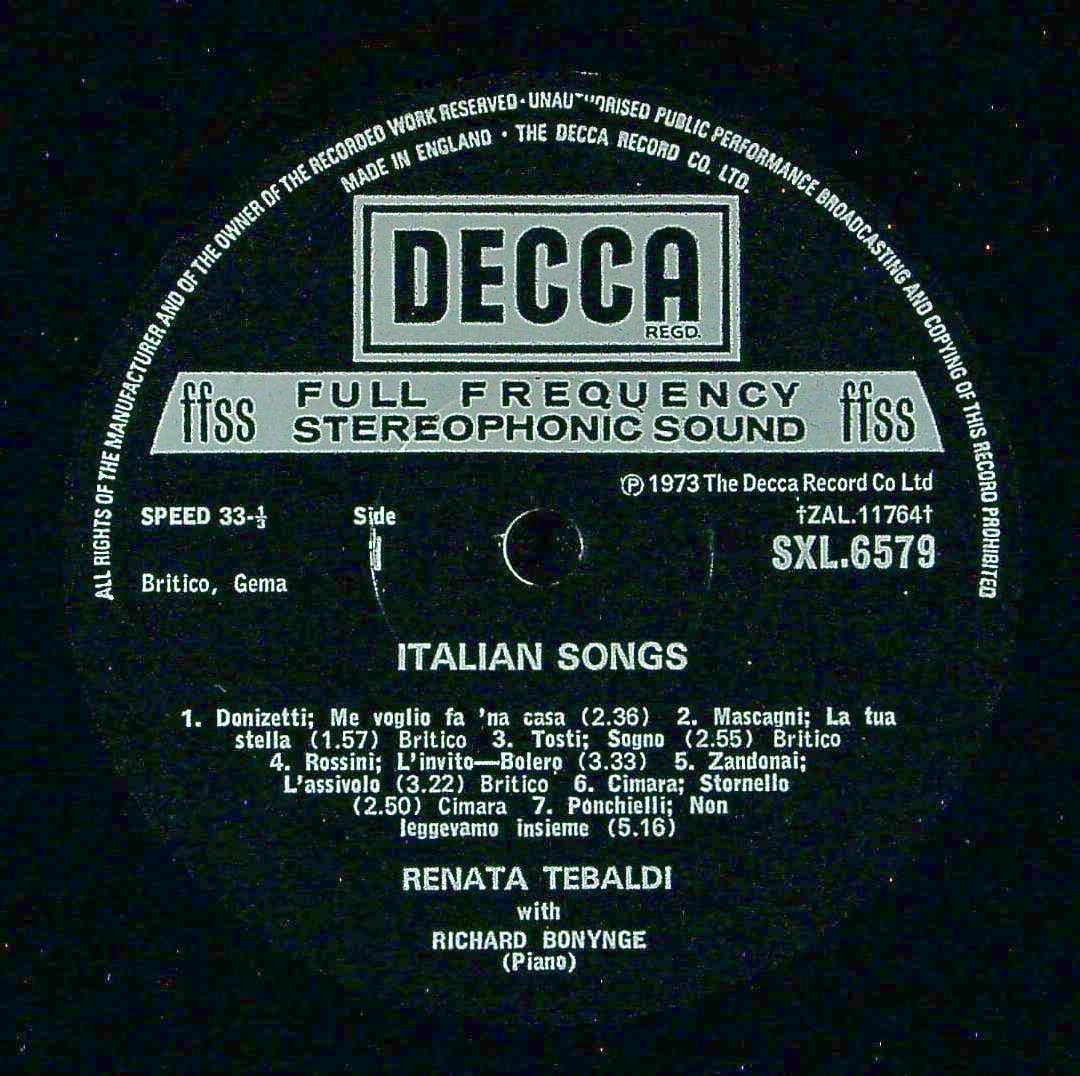 ALL RIGHTS OF THE MANUFACTURER AND OF THE OWNER OF THE RECORDED WORK RESERVED · UNAUTHORISED PUBLIC PERFORMANCE BROADCASTING AND COPYING OF THIS RECORD PROHIBITED
MADE IN ENGLAND · THE DECCA RECORD CO. LTD.
DECCA
REGD.
ffss FULL FREQUENCY ffss
STEREOPHONIC SOUND
Ⓟ 1973 The Decca Record Co Ltd
SPEED 33-⅓ Side †ZAL.11764†
1 SXL.6579
Britico, Gema
ITALIAN SONGS
1. Donizetti; Me voglio fa 'na casa (2.36) 2. Mascagni; La tua
stella (1.57) Britico 3. Tosti; Sogno (2.55) Britico
4. Rossini; L'invito—Bolero (3.33) 5. Zandonai;
L'assivolo (3.22) Britico 6. Cimara; Stornello
(2.50) Cimara 7. Ponchielli; Non
leggevamo insieme (5.16)
RENATA TEBALDI
with
RICHARD BONYNGE
(Piano)